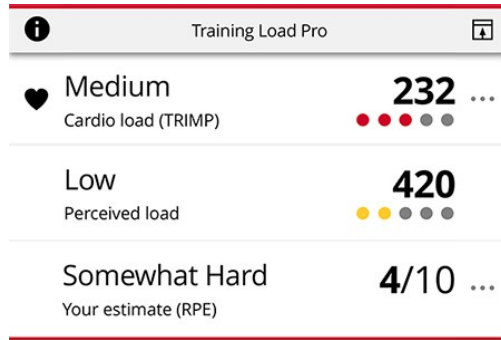 Training Load Pro
Medium
232
Cardio load (TRIMP)
Low
420
Perceived load
Somewhat Hard
4/10
Your estimate (RPE)